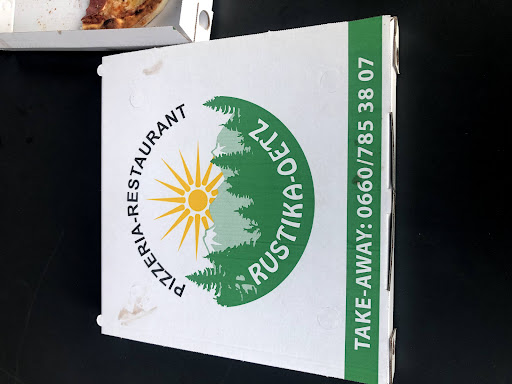 PIZZERIA-RESTAURANT
RUSTIKA-OETZ
TAKE-AWAY: 0660/785 38 07